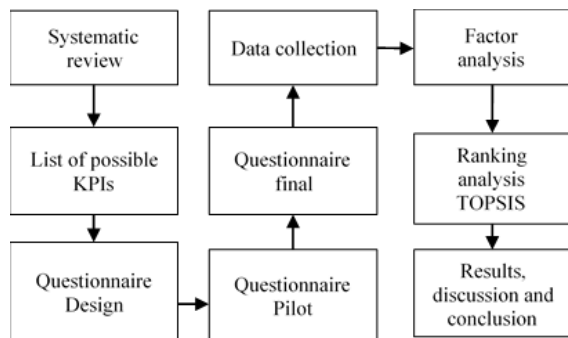 Systematic
review
List of possible
KPIs
Questionnaire
Design
Questionnaire
Pilot
Questionnaire
final
Data collection
Factor
analysis
Ranking
analysis
TOPSIS
Results,
discussion and
conclusion